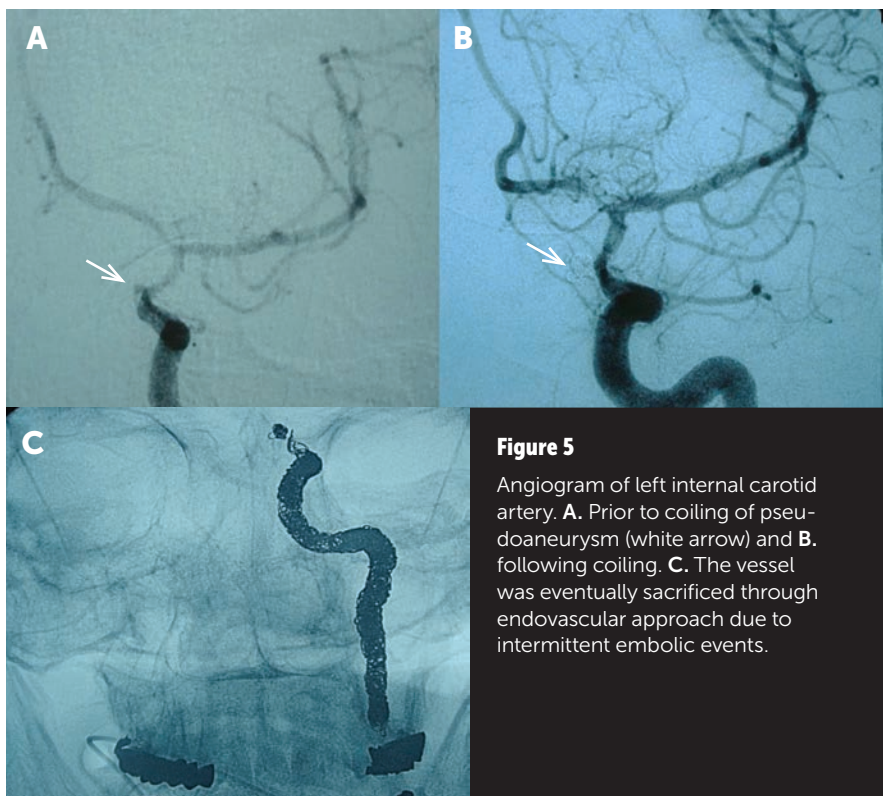 A
B
C
Figure 5
Angiogram of left internal carotid
artery. A. Prior to coiling of pseu-
doaneurysm (white arrow) and B.
following coiling. C. The vessel
was eventually sacrificed through
endovascular approach due to
intermittent embolic events.